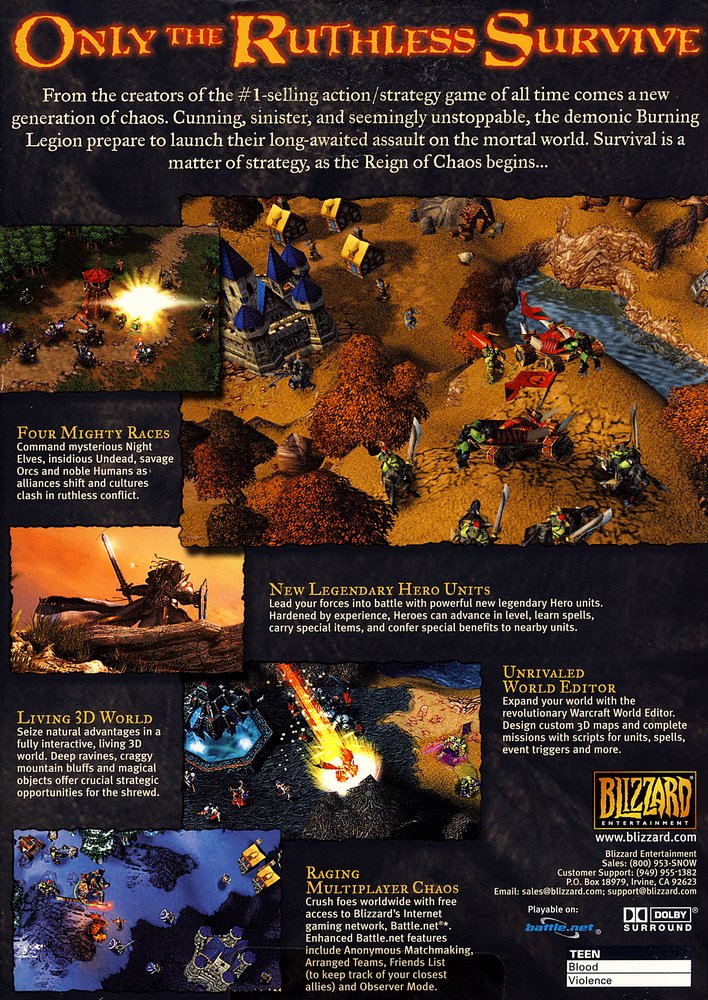 Only the Ruthless Survive
From the creators of the #1-selling action/strategy game of all time comes a new
generation of chaos. Cunning, sinister, and seemingly unstoppable, the demonic Burning
Legion prepare to launch their long-awaited assault on the mortal world. Survival is a
matter of strategy, as the Reign of Chaos begins...
Four Mighty Races
Command mysterious Night
Elves, insidious Undead, savage
Orcs and noble Humans as
alliances shift and cultures
clash in ruthless conflict.
New Legendary Hero Units
Lead your forces into battle with powerful new legendary Hero units.
Hardened by experience, Heroes can advance in level, learn spells,
carry special items, and confer special benefits to nearby units.
Unrivaled
World Editor
Expand your world with the
revolutionary Warcraft World Editor.
Design custom 3D maps and complete
missions with scripts for units, spells,
event triggers and more.
Living 3D World
Seize natural advantages in a
fully interactive, living 3D
world. Deep ravines, craggy
mountain bluffs and magical
objects offer crucial strategic
opportunities for the shrewd.
Raging
Multiplayer Chaos
Crush foes worldwide with free
access to Blizzard's Internet
gaming network, Battle.net®*.
Enhanced Battle.net features
include Anonymous Matchmaking,
Arranged Teams, Friends List
(to keep track of your closest
allies) and Observer Mode.
BLIZZARD®
ENTERTAINMENT
www.blizzard.com
Blizzard Entertainment
Sales: (800) 953-SNOW
Customer Support: (949) 955-1382
P.O. Box 18979, Irvine, CA 92623
Email: sales@blizzard.com; support@blizzard.com
Playable on:
battle.net®
DOLBY®
SURROUND
TEEN
Blood
Violence